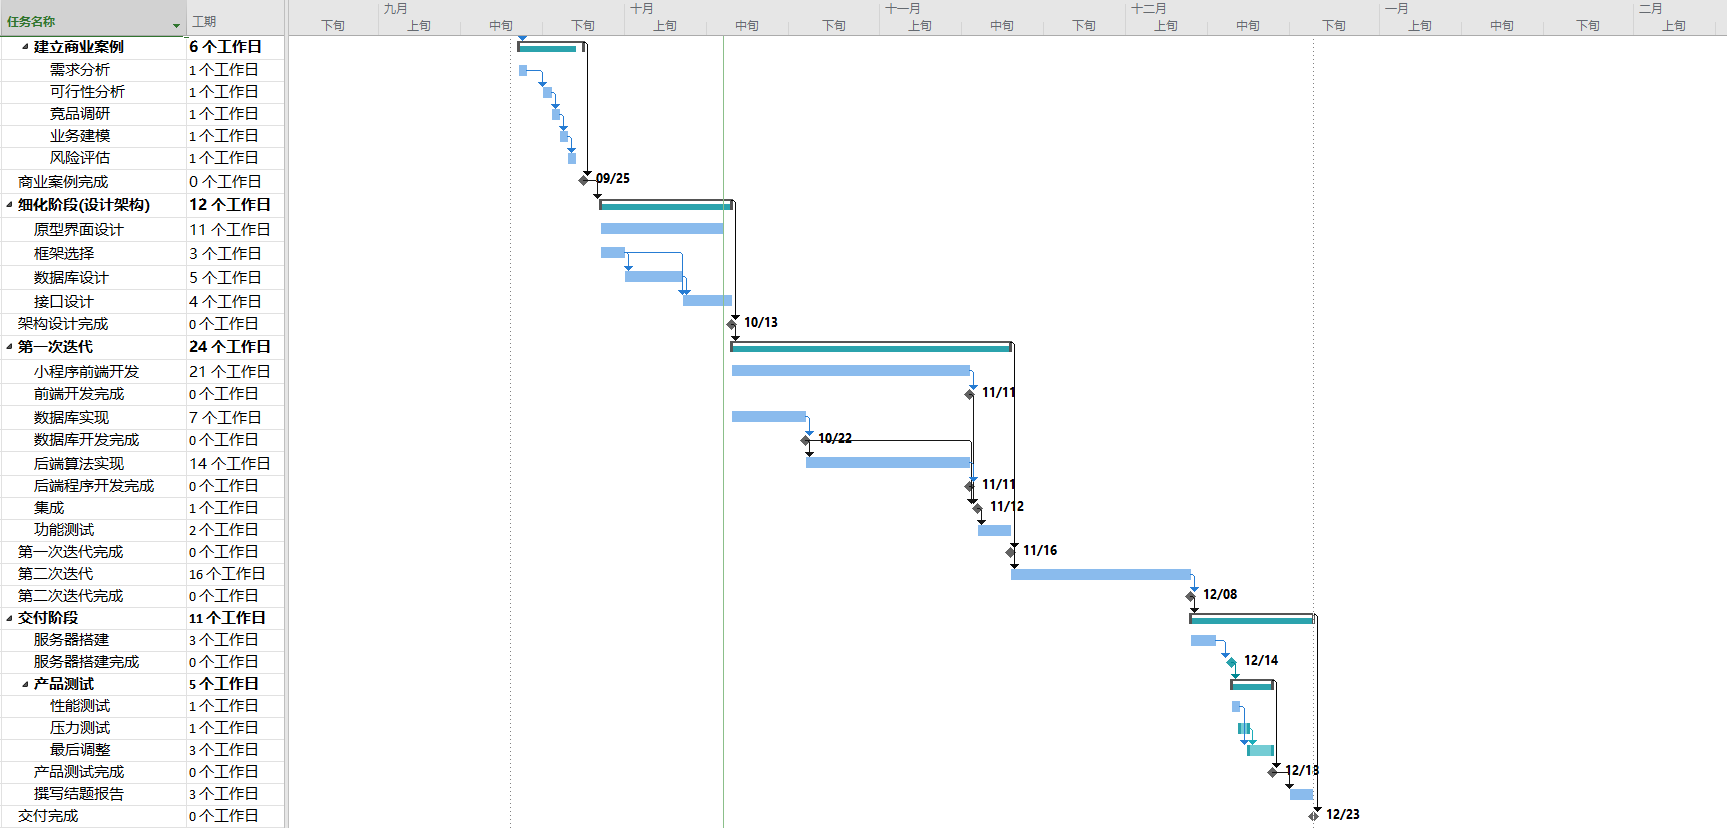 任务名称 工期
九月 十月 十一月 十二月 一月 二月
下旬 上旬 中旬 下旬 上旬 中旬 下旬 上旬 中旬 下旬 上旬 中旬 下旬 上旬 中旬 下旬 上旬
建立商业案例 6 个工作日
需求分析 1 个工作日
可行性分析 1 个工作日
竞品调研 1 个工作日
业务建模 1 个工作日
风险评估 1 个工作日
商业案例完成 0 个工作日 09/25
细化阶段(设计架构) 12 个工作日
原型界面设计 11 个工作日
框架选择 3 个工作日
数据库设计 5 个工作日
接口设计 4 个工作日
架构设计完成 0 个工作日 10/13
第一次迭代 24 个工作日
小程序前端开发 21 个工作日
前端开发完成 0 个工作日 11/11
数据库实现 7 个工作日
数据库开发完成 0 个工作日 10/22
后端算法实现 14 个工作日
后端程序开发完成 0 个工作日 11/11
集成 1 个工作日 11/12
功能测试 2 个工作日
第一次迭代完成 0 个工作日 11/16
第二次迭代 16 个工作日
第二次迭代完成 0 个工作日 12/08
交付阶段 11 个工作日
服务器搭建 3 个工作日
服务器搭建完成 0 个工作日 12/14
产品测试 5 个工作日
性能测试 1 个工作日
压力测试 1 个工作日
最后调整 3 个工作日
产品测试完成 0 个工作日 12/18
撰写结题报告 3 个工作日
交付完成 0 个工作日 12/23